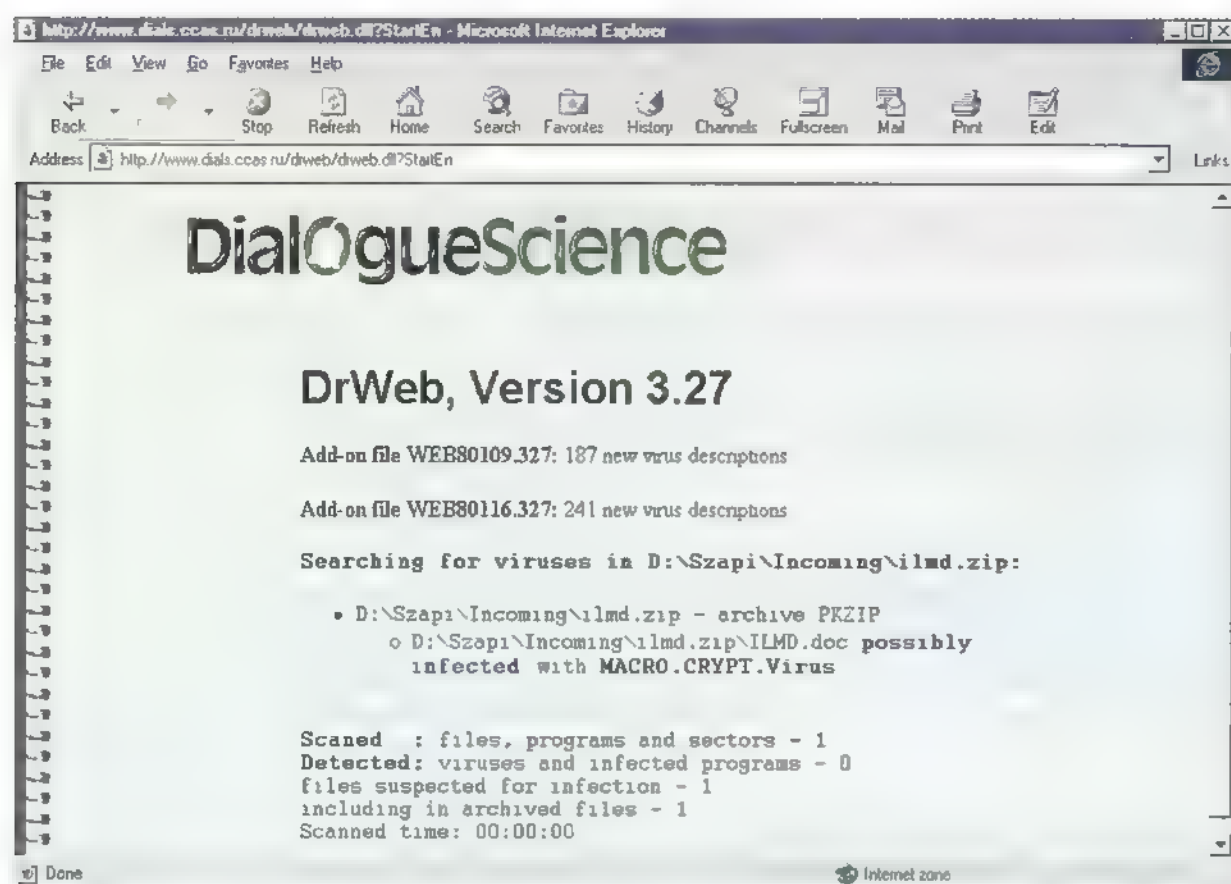 http://www.dials.ccas.ru/drweb/drweb.dll?StartEn - Microsoft Internet Explorer
File Edit View Go Favorites Help
Back Stop Refresh Home Search Favorites History Channels Fullscreen Mail Print Edit
Address http://www.dials.ccas.ru/drweb/drweb.dll?StartEn Links
DialOgueScience
DrWeb, Version 3.27
Add-on file WEB80109.327: 187 new virus descriptions
Add-on file WEB80116.327: 241 new virus descriptions
Searching for viruses in D:\Szapi\Incoming\ilmd.zip:
• D:\Szapi\Incoming\ilmd.zip - archive PKZIP
o D:\Szapi\Incoming\ilmd.zip\ILMD.doc possibly
infected with MACRO.CRYPT.Virus
Scaned : files, programs and sectors - 1
Detected: viruses and infected programs - 0
files suspected for infection - 1
including in archived files - 1
Scanned time: 00:00:00
Done Internet zone